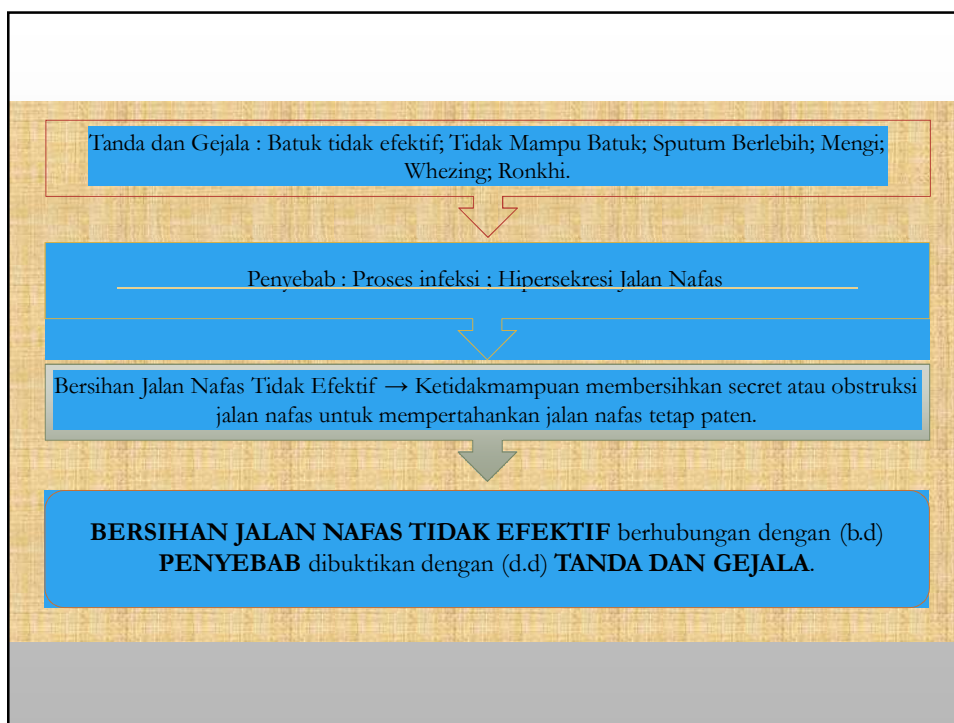 Tanda dan Gejala : Batuk tidak efektif; Tidak Mampu Batuk; Sputum Berlebih; Mengi;
Whezing; Ronkhi.
Penyebab : Proses infeksi ; Hipersekresi Jalan Nafas
Bersihan Jalan Nafas Tidak Efektif → Ketidakmampuan membersihkan secret atau obstruksi
jalan nafas untuk mempertahankan jalan nafas tetap paten.
BERSIHAN JALAN NAFAS TIDAK EFEKTIF berhubungan dengan (b.d)
PENYEBAB dibuktikan dengan (d.d) TANDA DAN GEJALA.